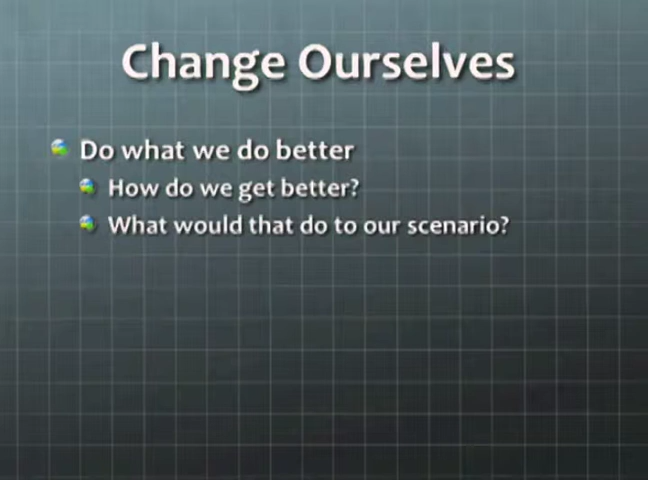 Change Ourselves
Do what we do better
How do we get better?
What would that do to our scenario?